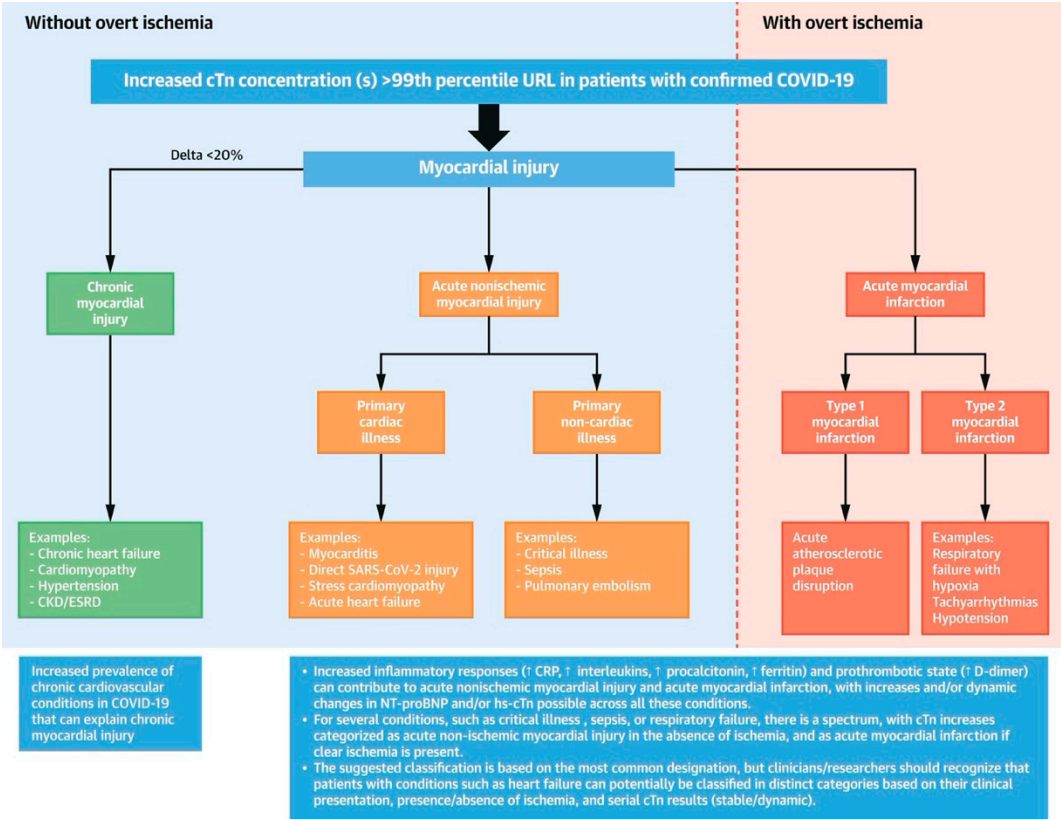 Without overt ischemia
With overt ischemia
Increased cTn concentration (s) >99th percentile URL in patients with confirmed COVID-19
Delta <20%
Myocardial injury
Chronic
myocardial
injury
Acute nonischemic
myocardial injury
Acute myocardial
infarction
Primary
cardiac
illness
Primary
non-cardiac
illness
Type 1
myocardial
infarction
Type 2
myocardial
infarction
Examples:
- Chronic heart failure
- Cardiomyopathy
- Hypertension
- CKD/ESRD
Examples:
- Myocarditis
- Direct SARS-CoV-2 injury
- Stress cardiomyopathy
- Acute heart failure
Examples:
- Critical illness
- Sepsis
- Pulmonary embolism
Acute
atherosclerotic
plaque
disruption
Examples:
Respiratory
failure with
hypoxia
Tachyarrhythmias
Hypotension
Increased prevalence of
chronic cardiovascular
conditions in COVID-19
that can explain chronic
myocardial injury
• Increased inflammatory responses (↑ CRP, ↑ interleukins, ↑ procalcitonin, ↑ ferritin) and prothrombotic state (↑ D-dimer)
can contribute to acute nonischemic myocardial injury and acute myocardial infarction, with increases and/or dynamic
changes in NT-proBNP and/or hs-cTn possible across all these conditions.
• For several conditions, such as critical illness , sepsis, or respiratory failure, there is a spectrum, with cTn increases
categorized as acute non-ischemic myocardial injury in the absence of ischemia, and as acute myocardial infarction if
clear ischemia is present.
• The suggested classification is based on the most common designation, but clinicians/researchers should recognize that
patients with conditions such as heart failure can potentially be classified in distinct categories based on their clinical
presentation, presence/absence of ischemia, and serial cTn results (stable/dynamic).